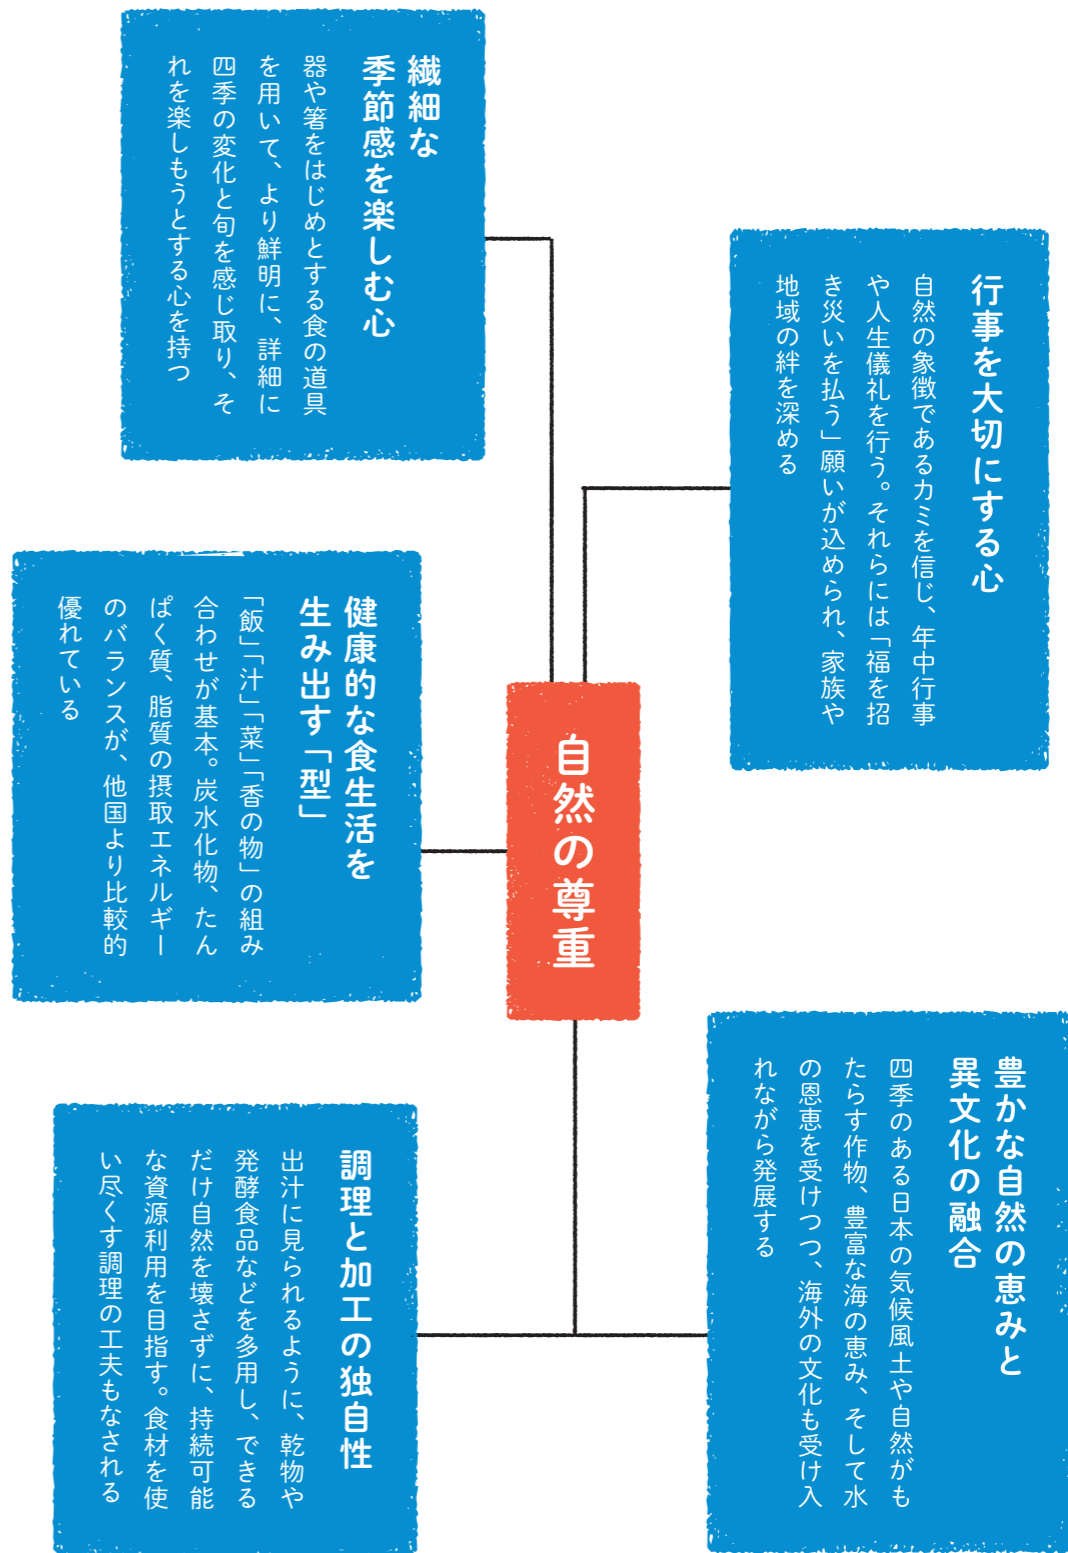 行事を大切にする心
自然の象徴であるカミを信じ、年中行事
や人生儀礼を行う。それらには「福を招
き災いを払う」願いが込められ、家族や
地域の絆を深める
繊細な
季節感を楽しむ心
器や箸をはじめとする食の道具
を用いて、より鮮明に、詳細に
四季の変化と旬を感じ取り、そ
れを楽しもうとする心を持つ
自然の尊重
健康的な食生活を
生み出す「型」
「飯」「汁」「菜」「香の物」の組み
合わせが基本。炭水化物、たん
ぱく質、脂質の摂取エネルギー
のバランスが、他国より比較的
優れている
豊かな自然の恵みと
異文化の融合
四季のある日本の気候風土や自然がも
たらす作物、豊富な海の恵み、そして水
の恩恵を受けつつ、海外の文化も受け入
れながら発展する
調理と加工の独自性
出汁に見られるように、乾物や
発酵食品などを多用し、できる
だけ自然を壊さずに、持続可能
な資源利用を目指す。食材を使
い尽くす調理の工夫もなされる